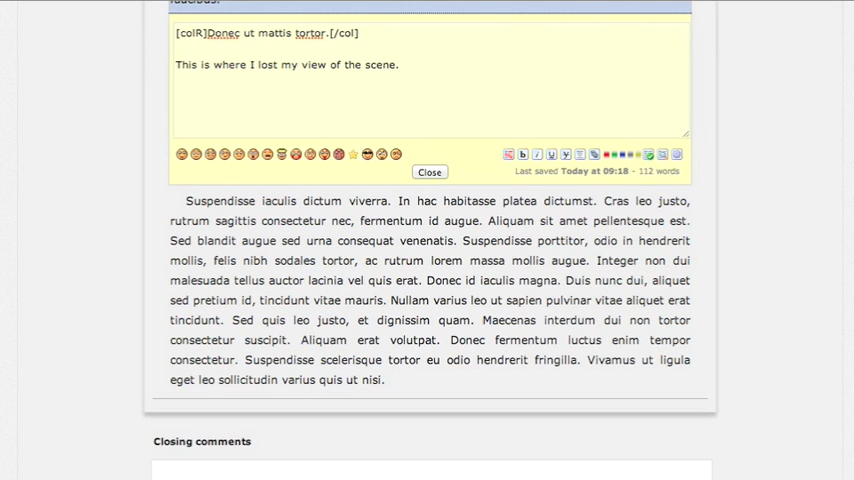 faucibus.
[colR]Donec ut mattis tortor.[/col]
This is where I lost my view of the scene.
b i U y
Close
Last saved Today at 09:18 - 112 words
Suspendisse iaculis dictum viverra. In hac habitasse platea dictumst. Cras leo justo,
rutrum sagittis consectetur nec, fermentum id augue. Aliquam sit amet pellentesque est.
Sed blandit augue sed urna consequat venenatis. Suspendisse porttitor, odio in hendrerit
mollis, felis nibh sodales tortor, ac rutrum lorem massa mollis augue. Integer non dui
malesuada tellus auctor lacinia vel quis erat. Donec id iaculis magna. Duis nunc dui, aliquet
sed pretium id, tincidunt vitae mauris. Nullam varius leo ut sapien pulvinar vitae aliquet erat
tincidunt. Sed quis leo justo, et dignissim quam. Maecenas interdum dui non tortor
consectetur suscipit. Aliquam erat volutpat. Donec fermentum luctus enim tempor
consectetur. Suspendisse scelerisque tortor eu odio hendrerit fringilla. Vivamus ut ligula
eget leo sollicitudin varius quis ut nisi.
Closing comments